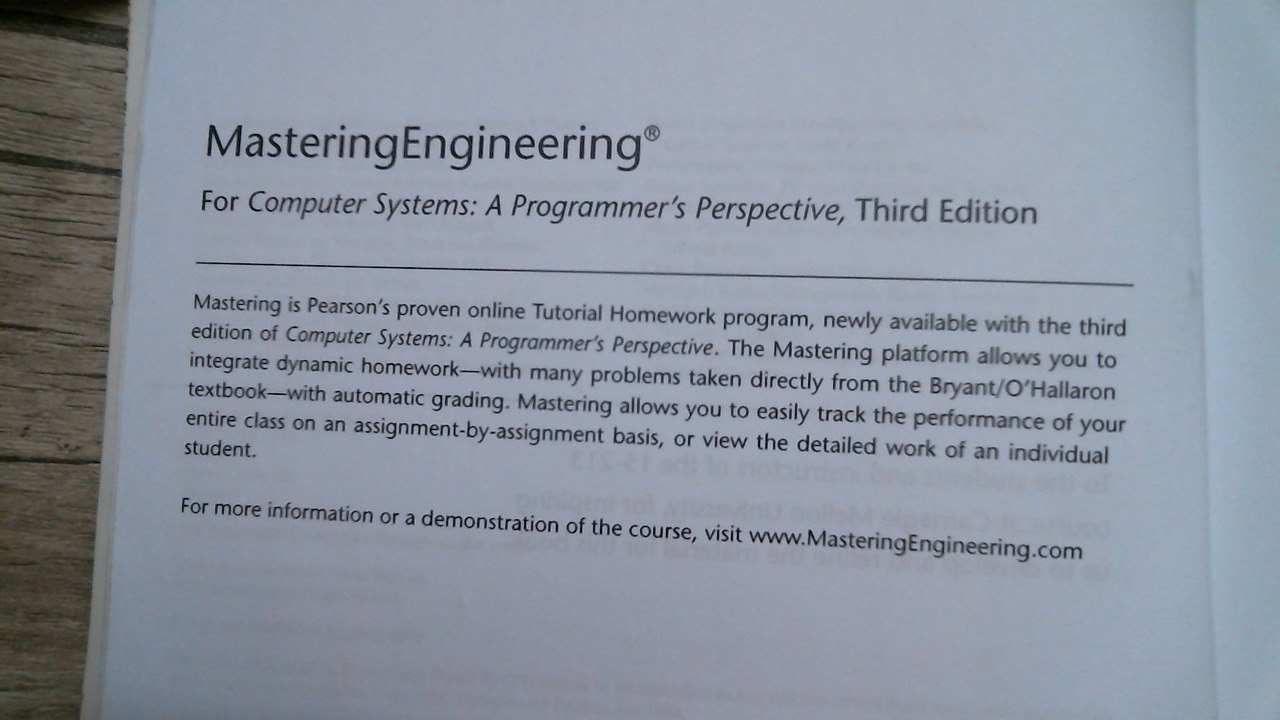 MasteringEngineering®
For Computer Systems: A Programmer's Perspective, Third Edition
Mastering is Pearson's proven online Tutorial Homework program, newly available with the third
edition of Computer Systems: A Programmer's Perspective. The Mastering platform allows you to
integrate dynamic homework—with many problems taken directly from the Bryant/O'Hallaron
textbook—with automatic grading. Mastering allows you to easily track the performance of your
entire class on an assignment-by-assignment basis, or view the detailed work of an individual
student.
For more information or a demonstration of the course, visit www.MasteringEngineering.com